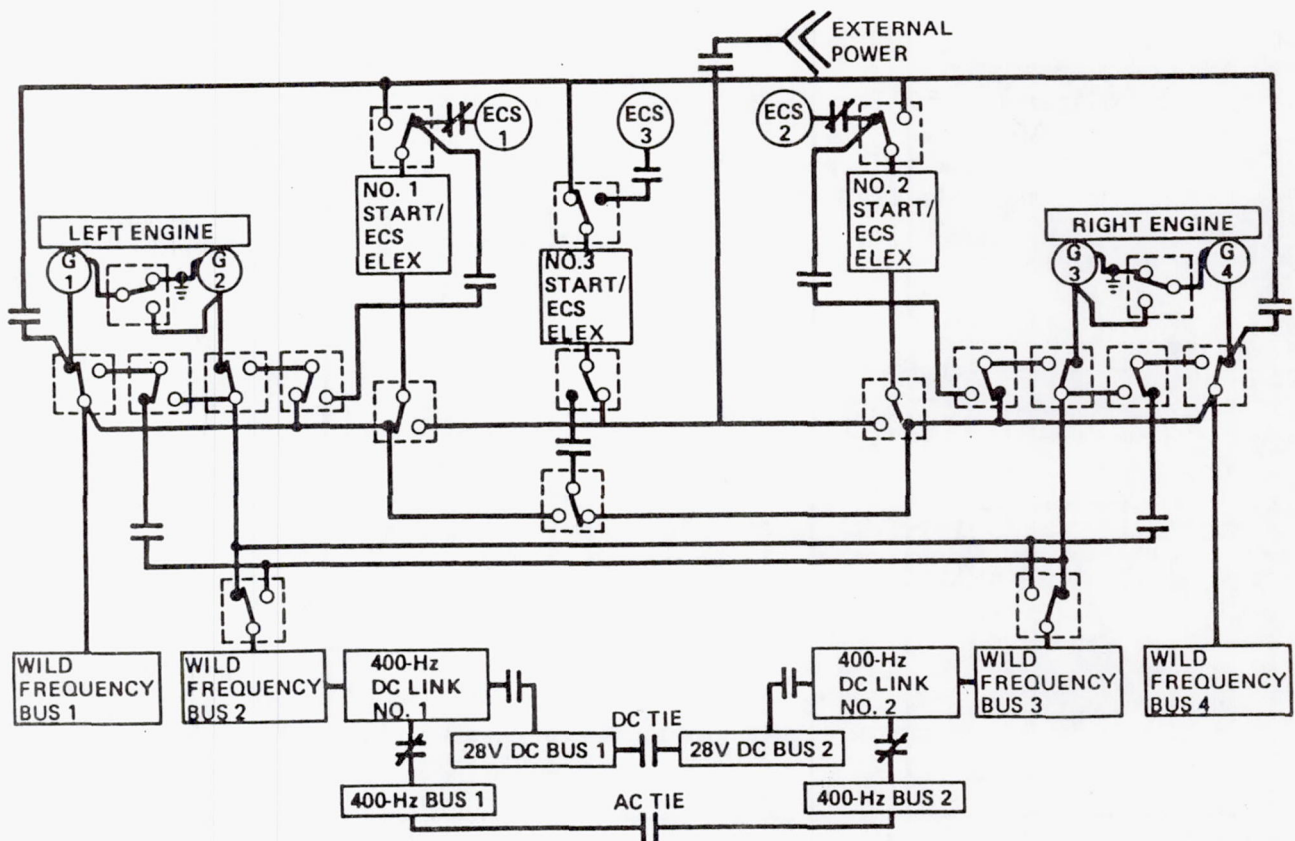 EXTERNAL
POWER
ECS
1
ECS
3
ECS
2
NO. 1
START/
ECS
ELEX
NO. 2
START/
ECS
ELEX
LEFT ENGINE
RIGHT ENGINE
G
1
G
2
NO.3
START/
ECS
ELEX
G
3
G
4
WILD
FREQUENCY
BUS 1
WILD
FREQUENCY
BUS 2
400-Hz
DC LINK
NO. 1
400-Hz
DC LINK
NO. 2
WILD
FREQUENCY
BUS 3
WILD
FREQUENCY
BUS 4
DC TIE
28V DC BUS 1
28V DC BUS 2
400-Hz BUS 1
AC TIE
400-Hz BUS 2